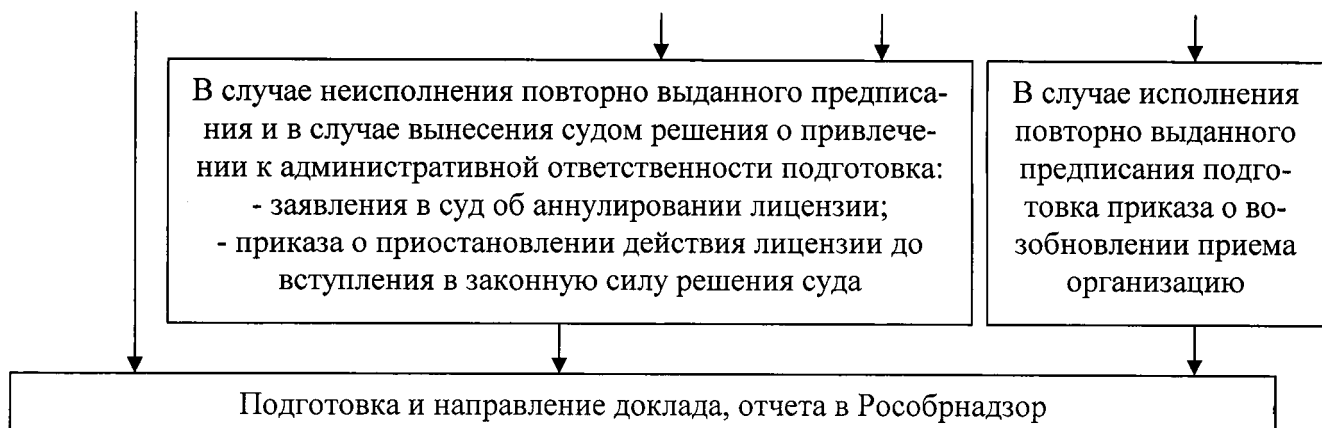 В случае неисполнения повторно выданного предписа-
ния и в случае вынесения судом решения о привлече-
нии к административной ответственности подготовка:
- заявления в суд об аннулировании лицензии;
- приказа о приостановлении действия лицензии до
вступления в законную силу решения суда
В случае исполнения
повторно выданного
предписания подго-
товка приказа о во-
зобновлении приема
организацию
Подготовка и направление доклада, отчета в Рособрнадзор